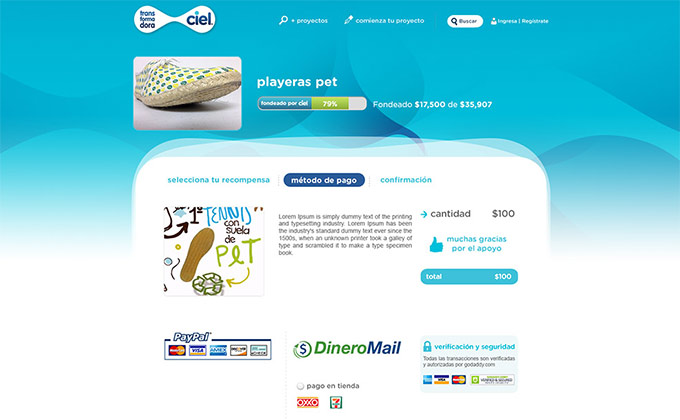 trans
forma
dora
ciel
+ proyectos
comienza tu proyecto
Buscar
Ingresa | Regístrate
playeras pet
fondeado por ciel
79%
Fondeado $17,500 de $35,907
selecciona tu recompensa
método de pago
confirmación
1° TENNIS
con
suela
de
PET
Lorem Ipsum is simply dummy text of the printing
and typesetting industry. Lorem Ipsum has been
the industry's standard dummy text ever since the
1500s, when an unknown printer took a galley of
type and scrambled it to make a type specimen
book.
cantidad $100
muchas gracias
por el apoyo
total $100
PayPal
VISA
AMEX
DISCOVER
DineroMail
pago en tienda
OXXO
verificación y seguridad
Todas las transacciones son verificadas
y autorizadas por godaddy.com
VISA
VERIFIED & SECURED